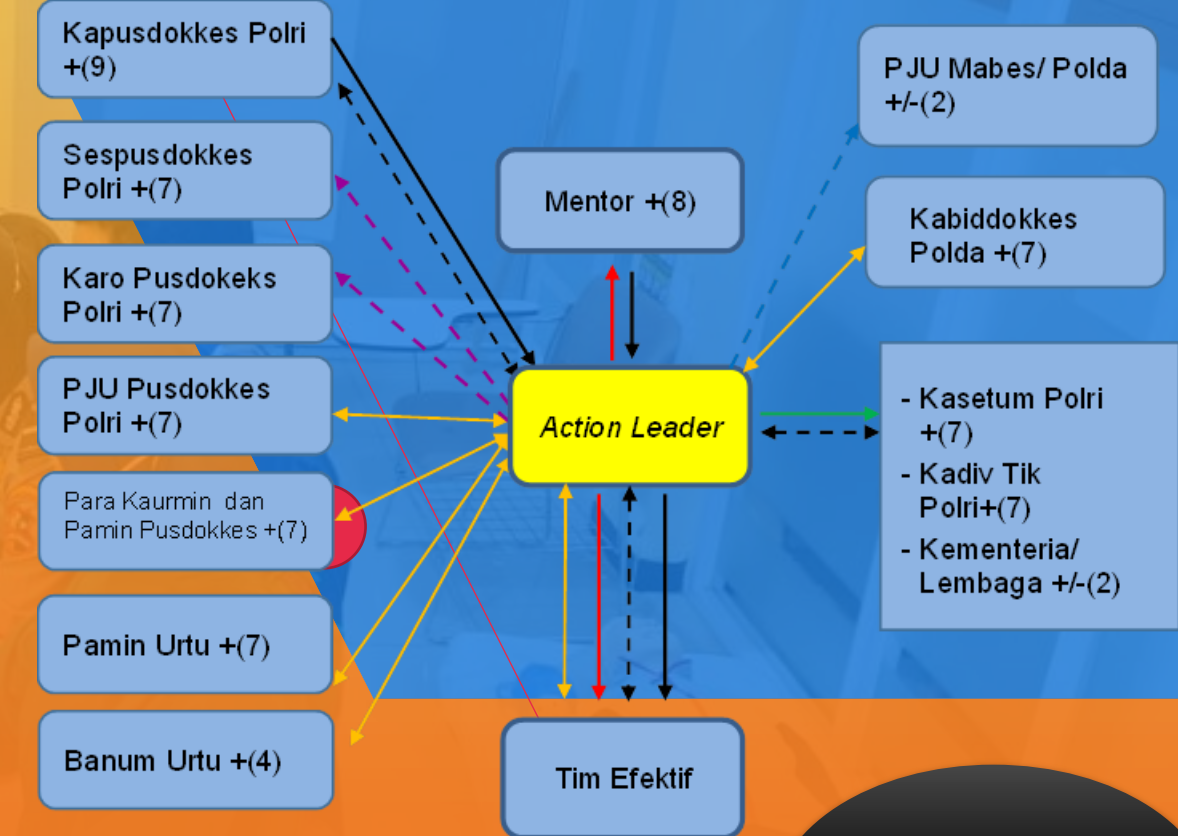 Kapusdokkes Polri
+(9)
Sespusdokkes
Polri +(7)
Karo Pusdokeks
Polri +(7)
PJU Pusdokkes
Polri +(7)
Para Kaurmin dan
Pamin Pusdokkes +(7)
Pamin Urtu +(7)
Banum Urtu +(4)
Mentor +(8)
Action Leader
Tim Efektif
PJU Mabes/ Polda
+/-(2)
Kabiddokkes
Polda +(7)
- Kasetum Polri
+(7)
- Kadiv Tik
Polri+(7)
- Kementeria/
Lembaga +/-(2)